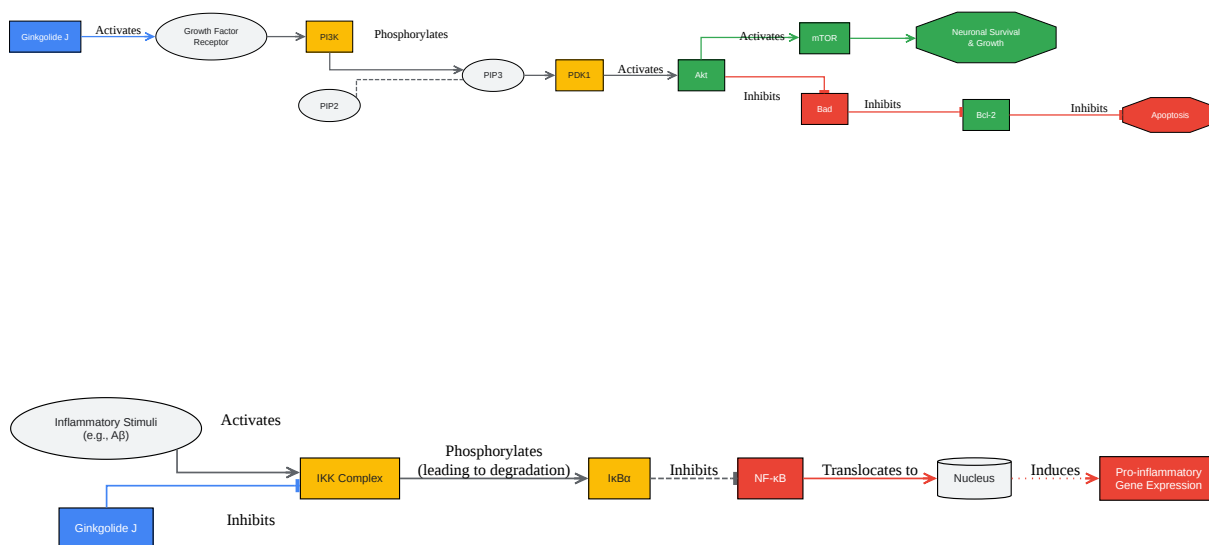 Ginkgolide J
Activates
Growth Factor
Receptor
PI3K
Phosphorylates
PIP2
PIP3
PDK1
Activates
Akt
Activates
mTOR
Neuronal Survival
& Growth
Inhibits
Bad
Inhibits
Bcl-2
Inhibits
Apoptosis
Inflammatory Stimuli
(e.g., Aβ)
Activates
Ginkgolide J
Inhibits
IKK Complex
Phosphorylates
(leading to degradation)
IκBα
Inhibits
NF-κB
Translocates to
Nucleus
Induces
Pro-inflammatory
Gene Expression